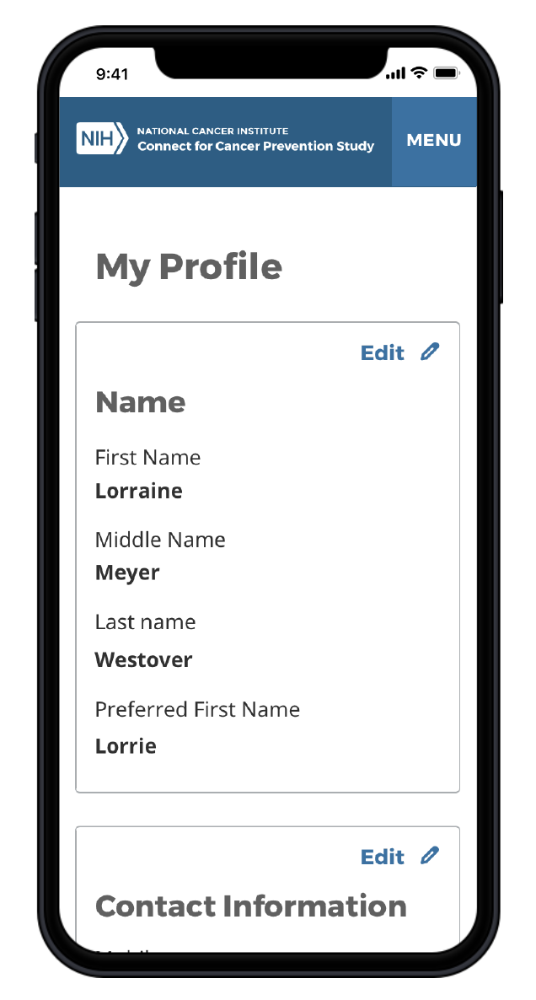 9:41
NIH
NATIONAL CANCER INSTITUTE
Connect for Cancer Prevention Study
MENU
My Profile
Edit
Name
First Name
Lorraine
Middle Name
Meyer
Last name
Westover
Preferred First Name
Lorrie
Edit
Contact Information